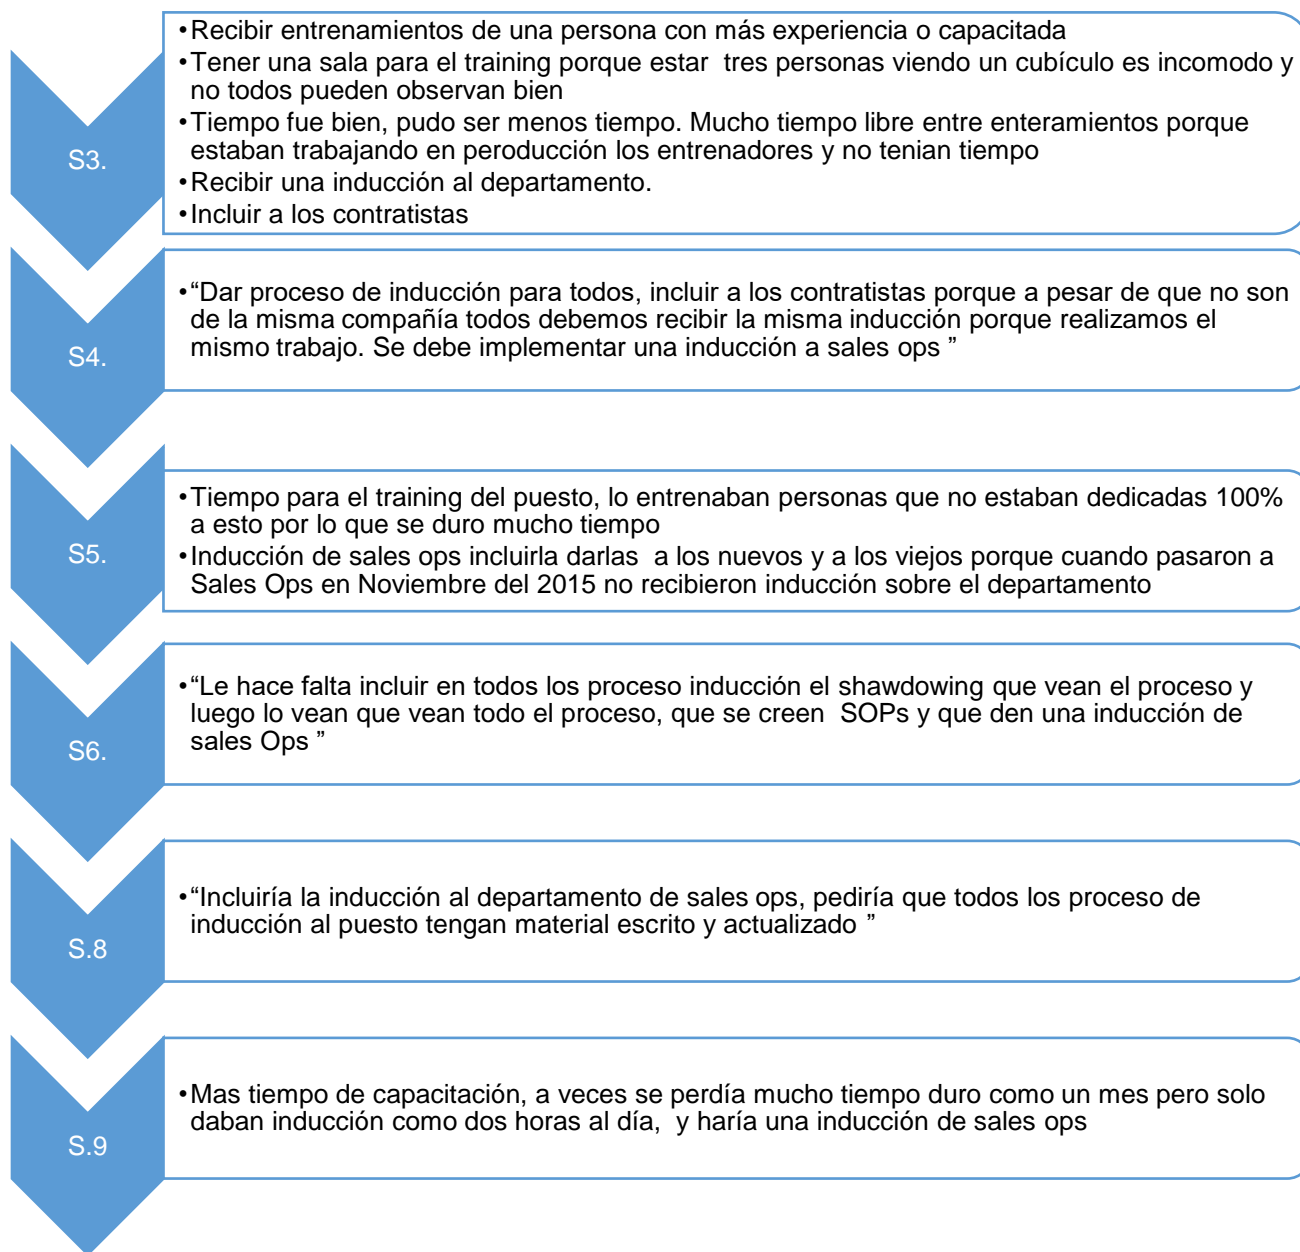 S3.
•Recibir entrenamientos de una persona con más experiencia o capacitada
•Tener una sala para el training porque estar tres personas viendo un cubículo es incomodo y
no todos pueden observan bien
•Tiempo fue bien, pudo ser menos tiempo. Mucho tiempo libre entre enteramientos porque
estaban trabajando en peroducción los entrenadores y no tenian tiempo
•Recibir una inducción al departamento.
•Incluir a los contratistas
S4.
•“Dar proceso de inducción para todos, incluir a los contratistas porque a pesar de que no son
de la misma compañía todos debemos recibir la misma inducción porque realizamos el
mismo trabajo. Se debe implementar una inducción a sales ops ”
S5.
•Tiempo para el training del puesto, lo entrenaban personas que no estaban dedicadas 100%
a esto por lo que se duro mucho tiempo
•Inducción de sales ops incluirla darlas a los nuevos y a los viejos porque cuando pasaron a
Sales Ops en Noviembre del 2015 no recibieron inducción sobre el departamento
S6.
•“Le hace falta incluir en todos los proceso inducción el shawdowing que vean el proceso y
luego lo vean que vean todo el proceso, que se creen SOPs y que den una inducción de
sales Ops ”
S.8
•“Incluiría la inducción al departamento de sales ops, pediría que todos los proceso de
inducción al puesto tengan material escrito y actualizado ”
S.9
•Mas tiempo de capacitación, a veces se perdía mucho tiempo duro como un mes pero solo
daban inducción como dos horas al día, y haría una inducción de sales ops